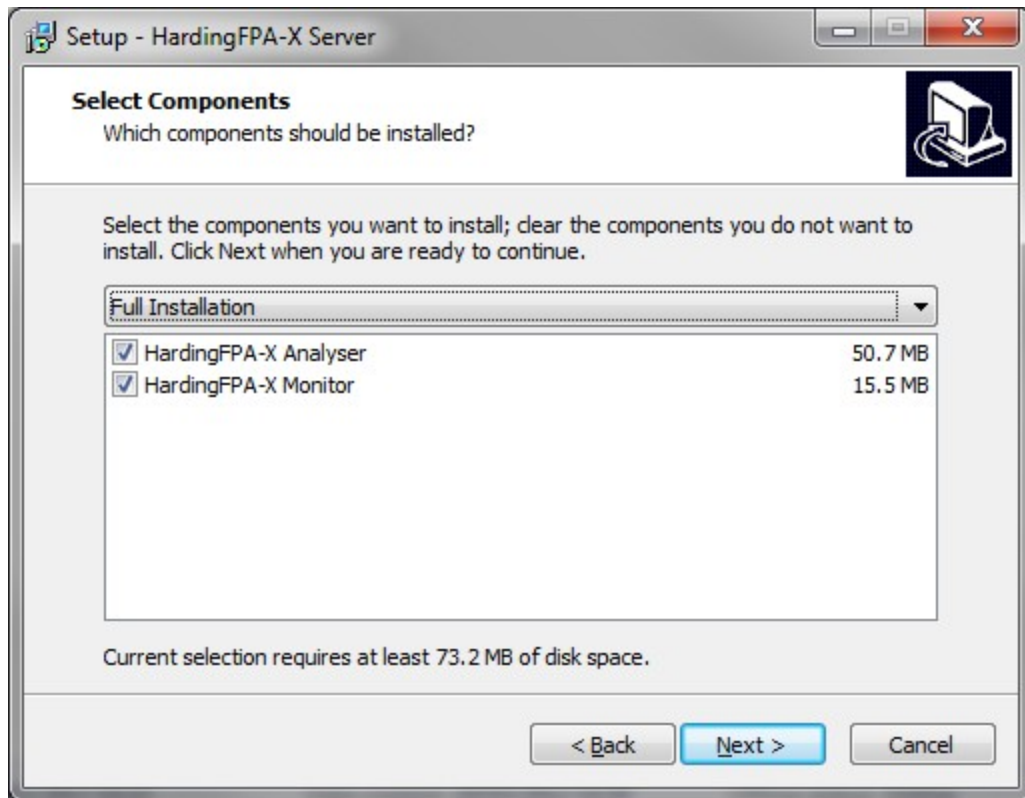 Setup - HardingFPA-X Server
Select Components
Which components should be installed?
Select the components you want to install; clear the components you do not want to
install. Click Next when you are ready to continue.
Full Installation
HardingFPA-X Analyser 50.7 MB
HardingFPA-X Monitor 15.5 MB
Current selection requires at least 73.2 MB of disk space.
< Back Next > Cancel